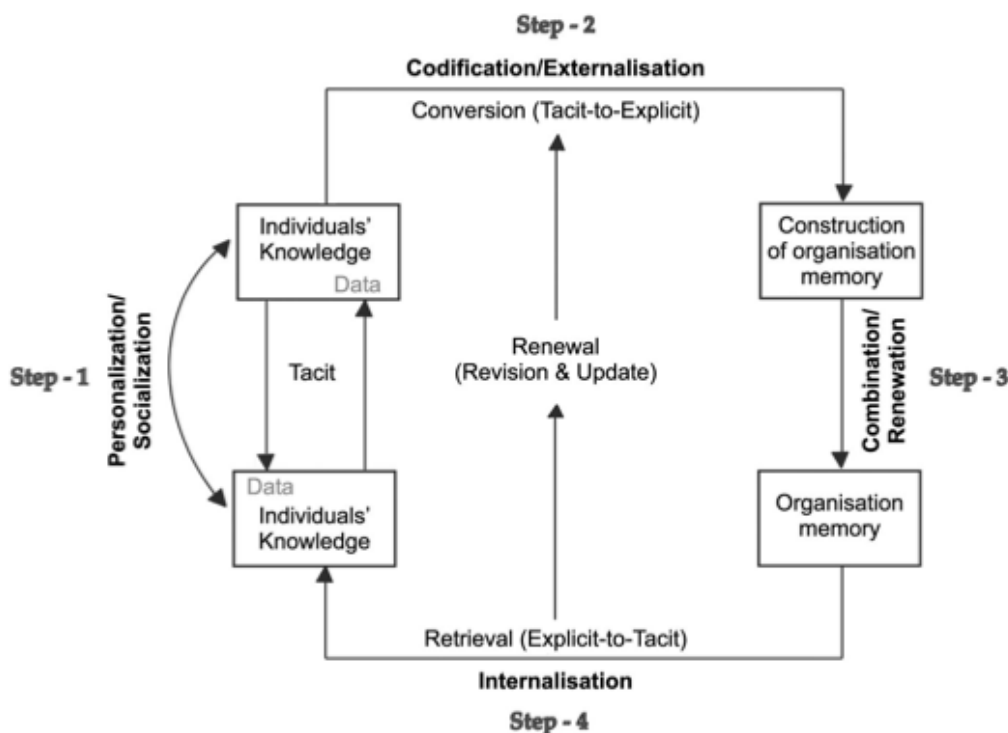 Step - 2
Codification/Externalisation
Conversion (Tacit-to-Explicit)
Individuals'
Knowledge
Data
Construction
of organisation
memory
Step - 1
Personalization/
Socialization
Tacit
Renewal
(Revision & Update)
Combination/
Renewation
Step - 3
Data
Individuals'
Knowledge
Organisation
memory
Retrieval (Explicit-to-Tacit)
Internalisation
Step - 4